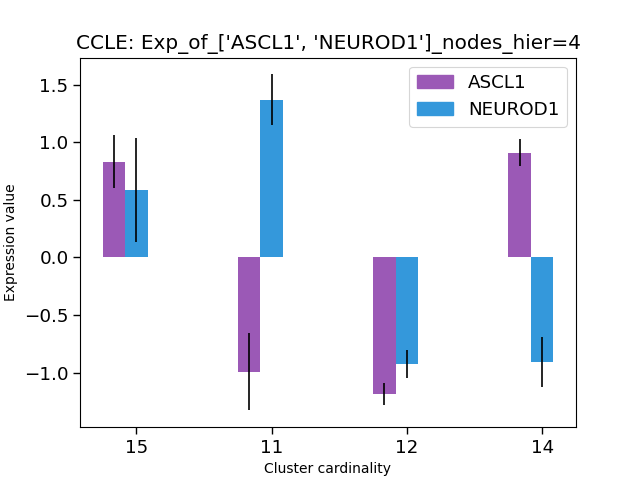 CCLE: Exp_of_['ASCL1', 'NEUROD1']_nodes_hier=4
ASCL1
NEUROD1
Expression value
1.5
1.0
0.5
0.0
−0.5
−1.0
15
11
12
14
Cluster cardinality